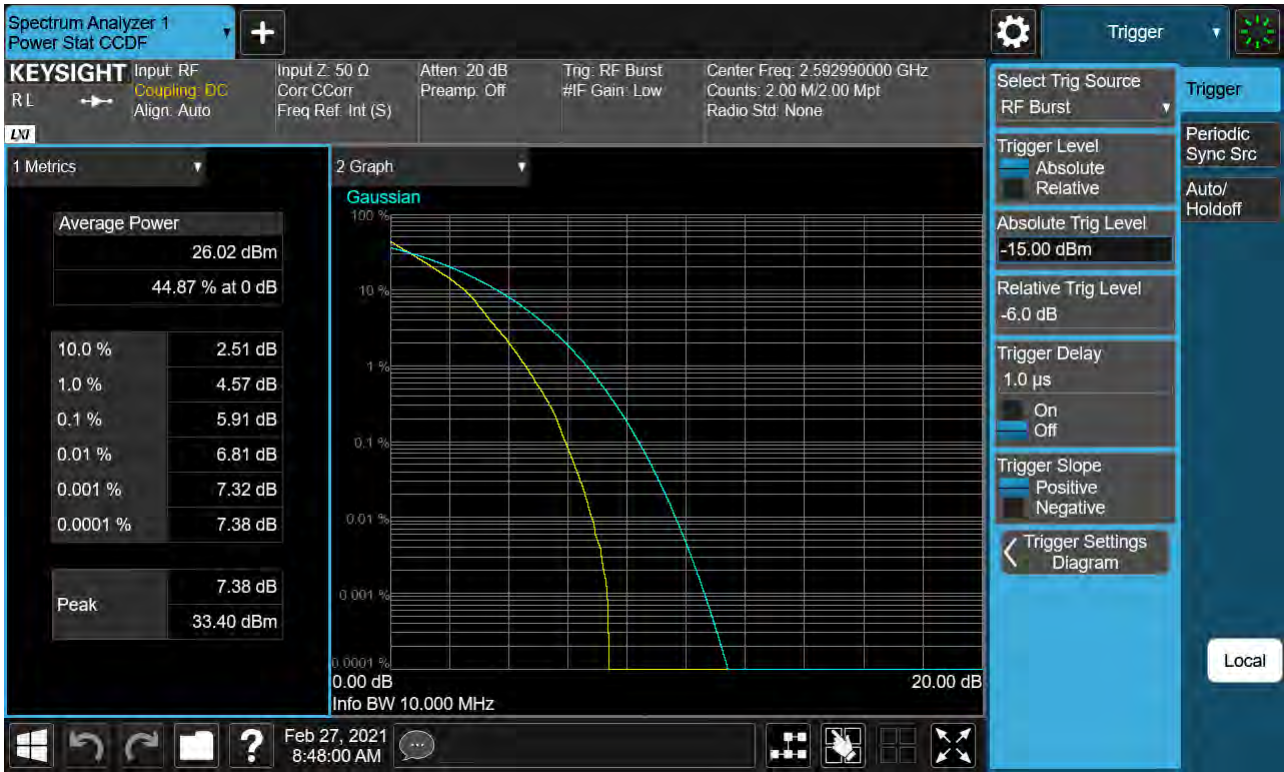 Spectrum Analyzer 1
Power Stat CCDF
Trigger
KEYSIGHT
R L
LXI
Input: RF
Coupling: DC
Align: Auto
Input Z: 50 Ω
Corr CCorr
Freq Ref: Int (S)
Atten: 20 dB
Preamp: Off
Trig: RF Burst
#IF Gain: Low
Center Freq: 2.592990000 GHz
Counts: 2.00 M/2.00 Mpt
Radio Std: None
1 Metrics
Average Power
26.02 dBm
44.87 % at 0 dB
10.0 % 2.51 dB
1.0 % 4.57 dB
0.1 % 5.91 dB
0.01 % 6.81 dB
0.001 % 7.32 dB
0.0001 % 7.38 dB
Peak
7.38 dB
33.40 dBm
2 Graph
Gaussian
100 %
10 %
1 %
0.1 %
0.01 %
0.001 %
0.0001 %
0.00 dB 20.00 dB
Info BW 10.000 MHz
Select Trig Source
RF Burst
Trigger Level
Absolute
Relative
Absolute Trig Level
-15.00 dBm
Relative Trig Level
-6.0 dB
Trigger Delay
1.0 µs
On
Off
Trigger Slope
Positive
Negative
Trigger Settings
Diagram
Trigger
Periodic
Sync Src
Auto/
Holdoff
Local
?
Feb 27, 2021
8:48:00 AM